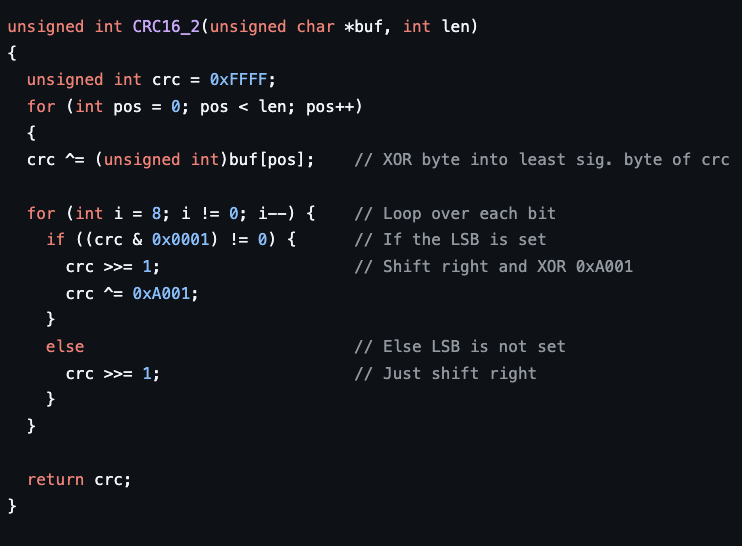 unsigned int CRC16_2(unsigned char *buf, int len)
{
  unsigned int crc = 0xFFFF;
  for (int pos = 0; pos < len; pos++)
  {
  crc ^= (unsigned int)buf[pos];    // XOR byte into least sig. byte of crc

  for (int i = 8; i != 0; i--) {    // Loop over each bit
    if ((crc & 0x0001) != 0) {      // If the LSB is set
      crc >>= 1;                    // Shift right and XOR 0xA001
      crc ^= 0xA001;
    }
    else                            // Else LSB is not set
      crc >>= 1;                    // Just shift right
    }
  }

  return crc;
}